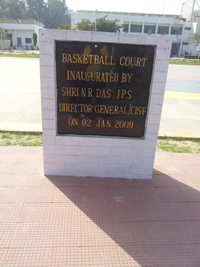 BASKETBALL COURT
INAUGURATED BY
SHRI N.R. DAS IPS
DIRECTOR GENERAL/CISF
ON 02 JAN 2009